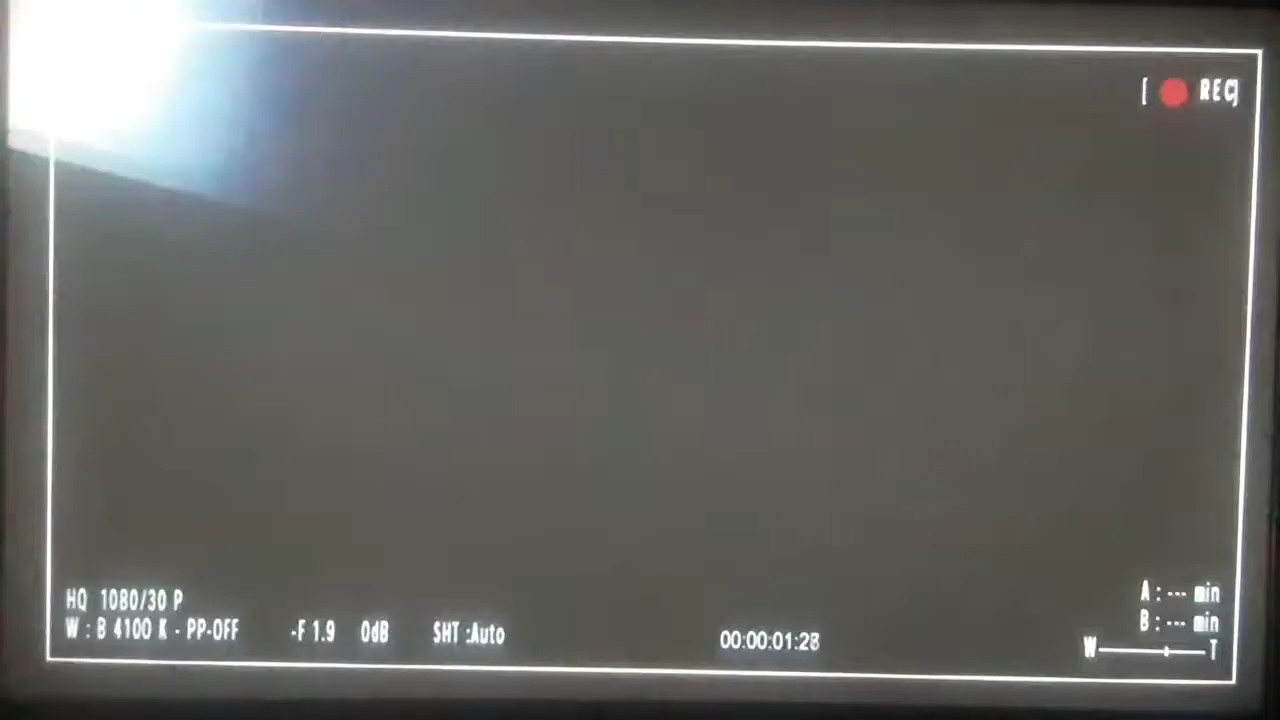 [ REC]
HQ 1080/30 P
W : B 4100 K - PP-OFF -F 1.9 0dB SHT :Auto
00:00:01:28
A : --- min
B : --- min
W T